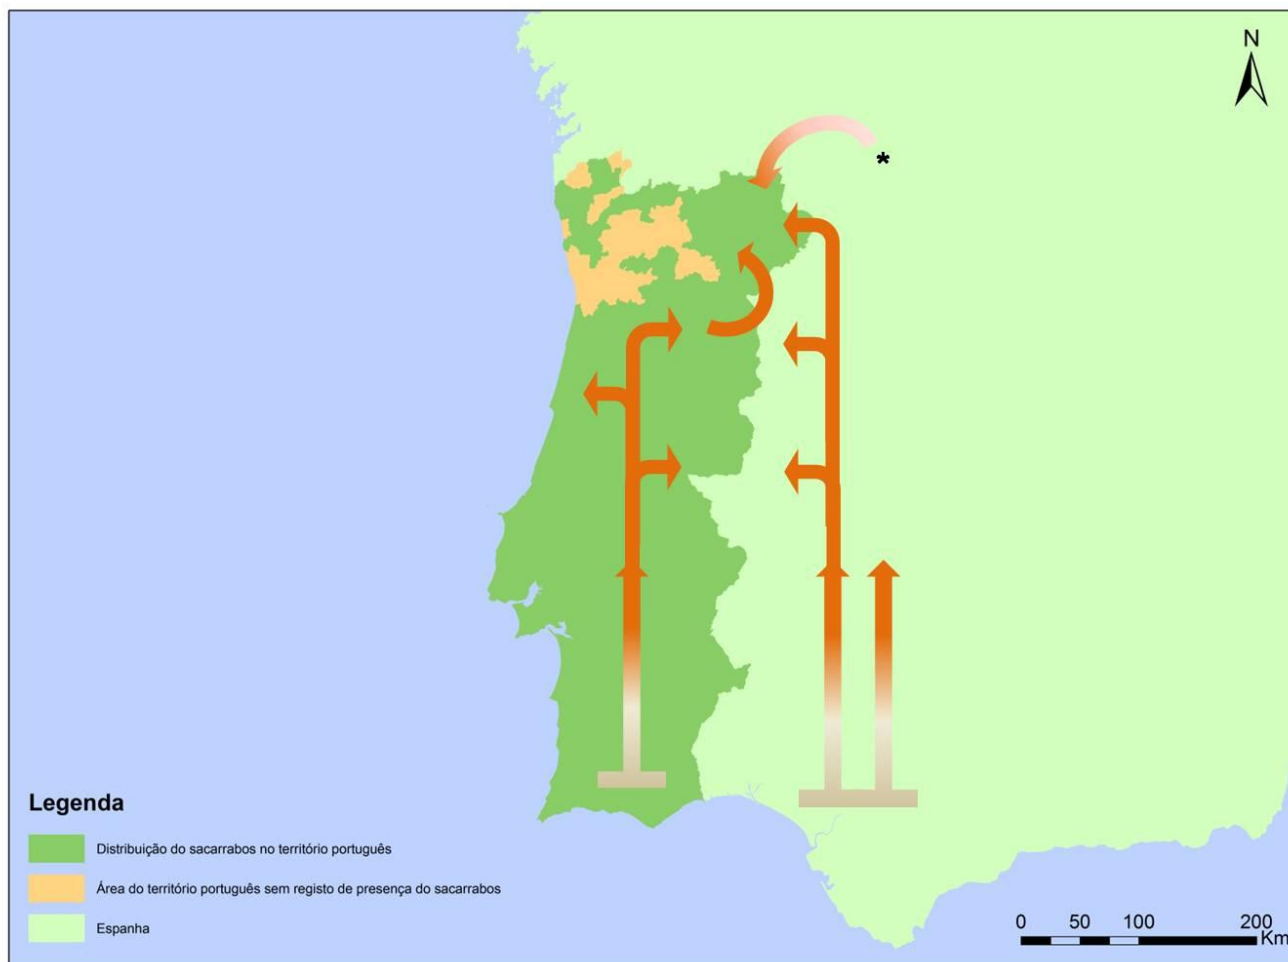 N
*
Legenda
Distribuição do sacarrabos no território português
Área do território português sem registo de presença do sacarrabos
Espanha
0 50 100 200
Km